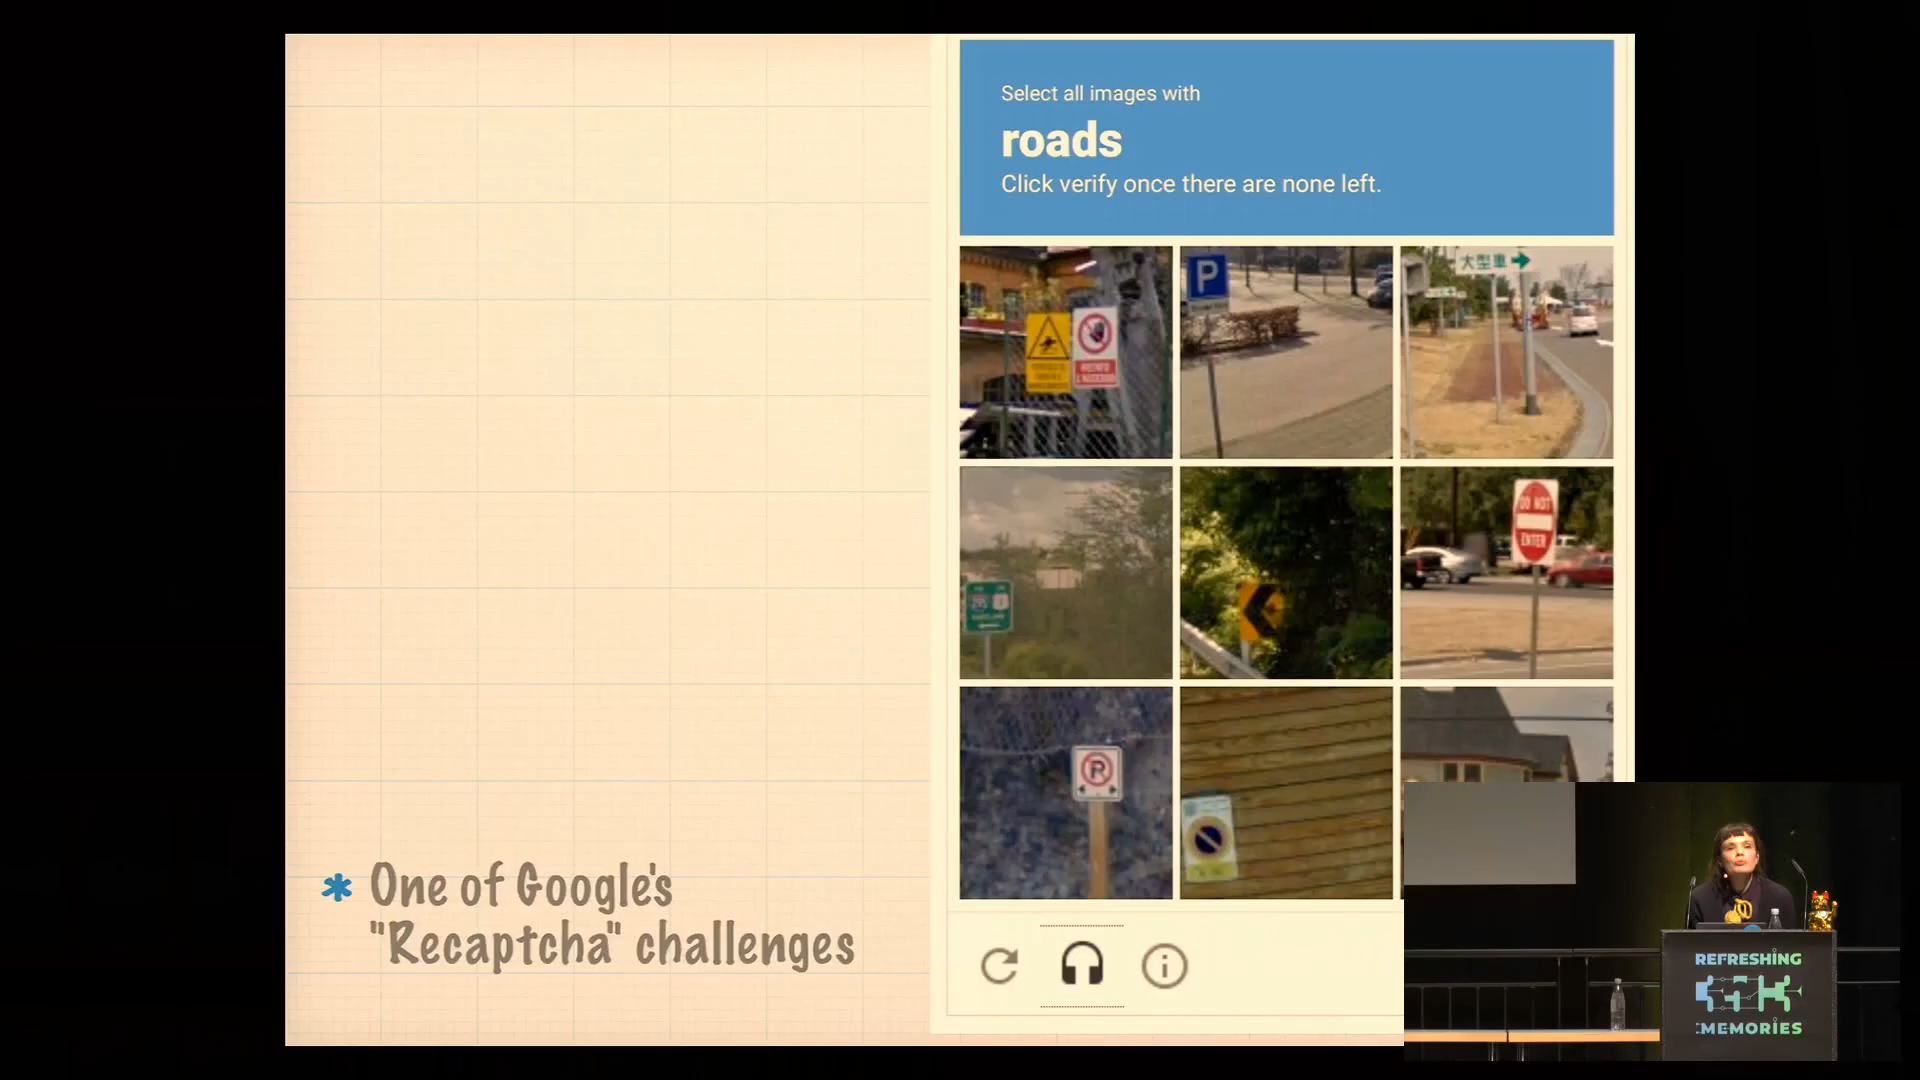 Select all images with
roads
Click verify once there are none left.
P
大型車
DO NOT
ENTER
P
* One of Google's
"Recaptcha" challenges
REFRESHING
MEMORIES